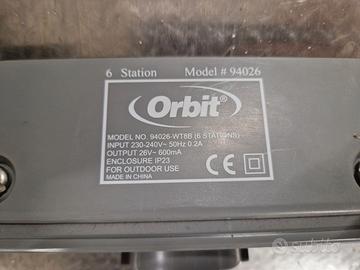 6 Station Model # 94026
Orbit®
MODEL NO. 94026-WT8B (6 STATIONS)
INPUT 230-240V~ 50Hz 0.2A
OUTPUT 26V~ 600mA
ENCLOSURE IP23
FOR OUTDOOR USE
MADE IN CHINA
subito